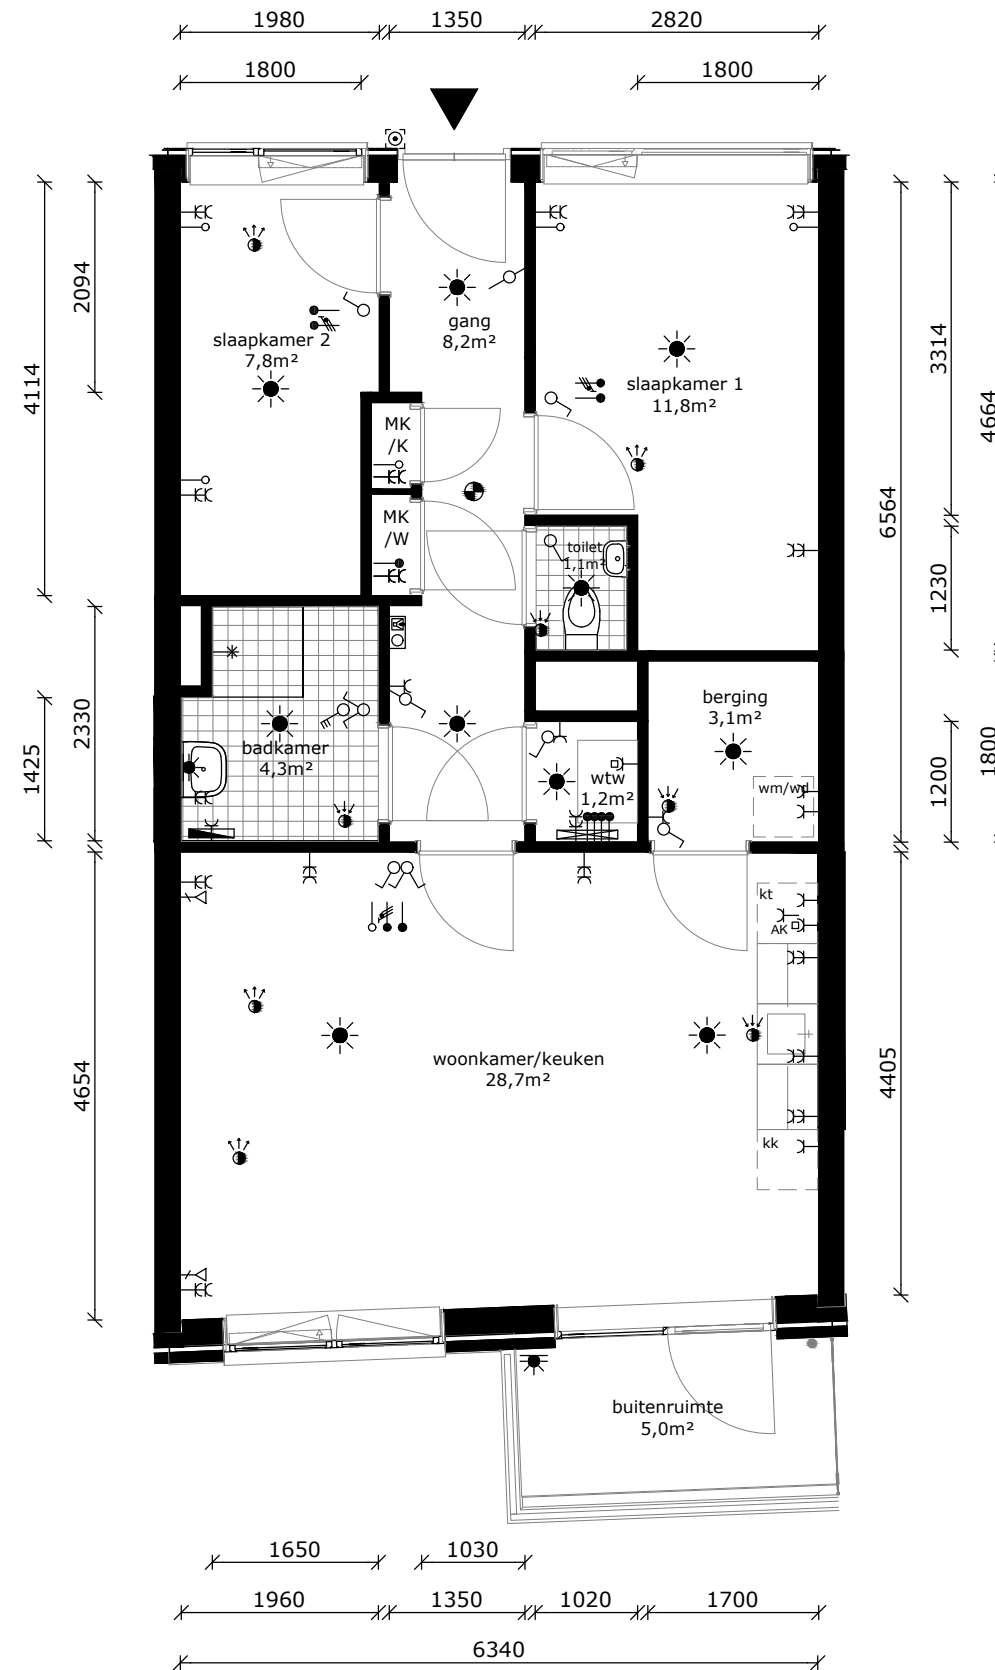 1980 1350 2820
1800 1800
2094
4114
3314
4664
6564
1230
gang
8,2m²
slaapkamer 2
7,8m²
slaapkamer 1
11,8m²
MK
/K
MK
/W
toilet
1,1m²
berging
3,1m²
badkamer
4,3m²
wtw
1,2m²
wm/wd
2330
1425
1200
1800
kt
AK
kk
woonkamer/keuken
28,7m²
4654
4405
buitenruimte
5,0m²
1650 1030
1960 1350 1020 1700
6340